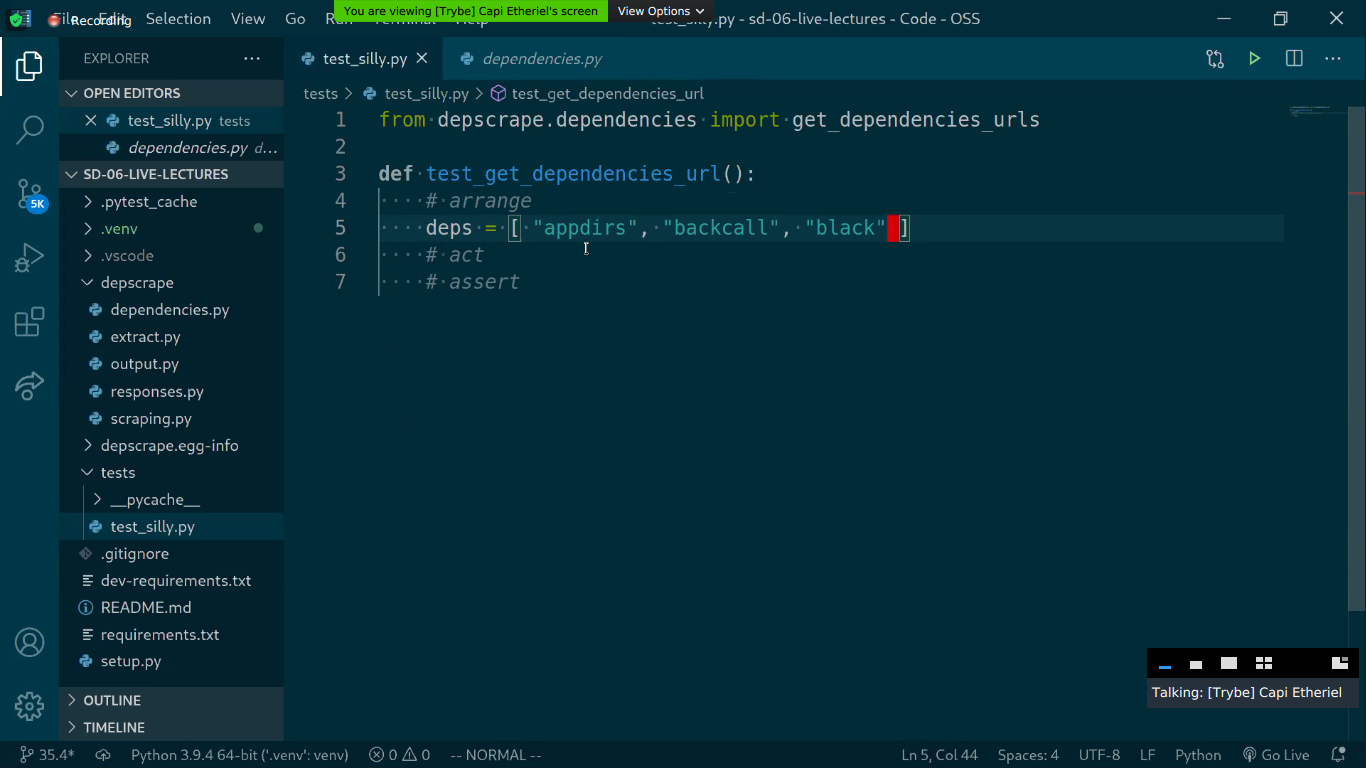 Recording
File Edit Selection View Go Run Terminal Help
You are viewing [Trybe] Capi Etheriel's screen
View Options
test_silly.py - sd-06-live-lectures - Code - OSS
EXPLORER
test_silly.py
dependencies.py
OPEN EDITORS
test_silly.py tests
dependencies.py d...
SD-06-LIVE-LECTURES
.pytest_cache
.venv
.vscode
depscrape
dependencies.py
extract.py
output.py
responses.py
scraping.py
depscrape.egg-info
tests
__pycache__
test_silly.py
.gitignore
dev-requirements.txt
README.md
requirements.txt
setup.py
OUTLINE
TIMELINE
5K
tests > test_silly.py > test_get_dependencies_url
1 from depscrape.dependencies import get_dependencies_urls
2
3 def test_get_dependencies_url():
4 # arrange
5 deps = [ "appdirs", "backcall", "black" ]
6 # act
7 # assert
Talking: [Trybe] Capi Etheriel
35.4* Python 3.9.4 64-bit ('.venv': venv) 0 0 -- NORMAL -- Ln 5, Col 44 Spaces: 4 UTF-8 LF Python Go Live